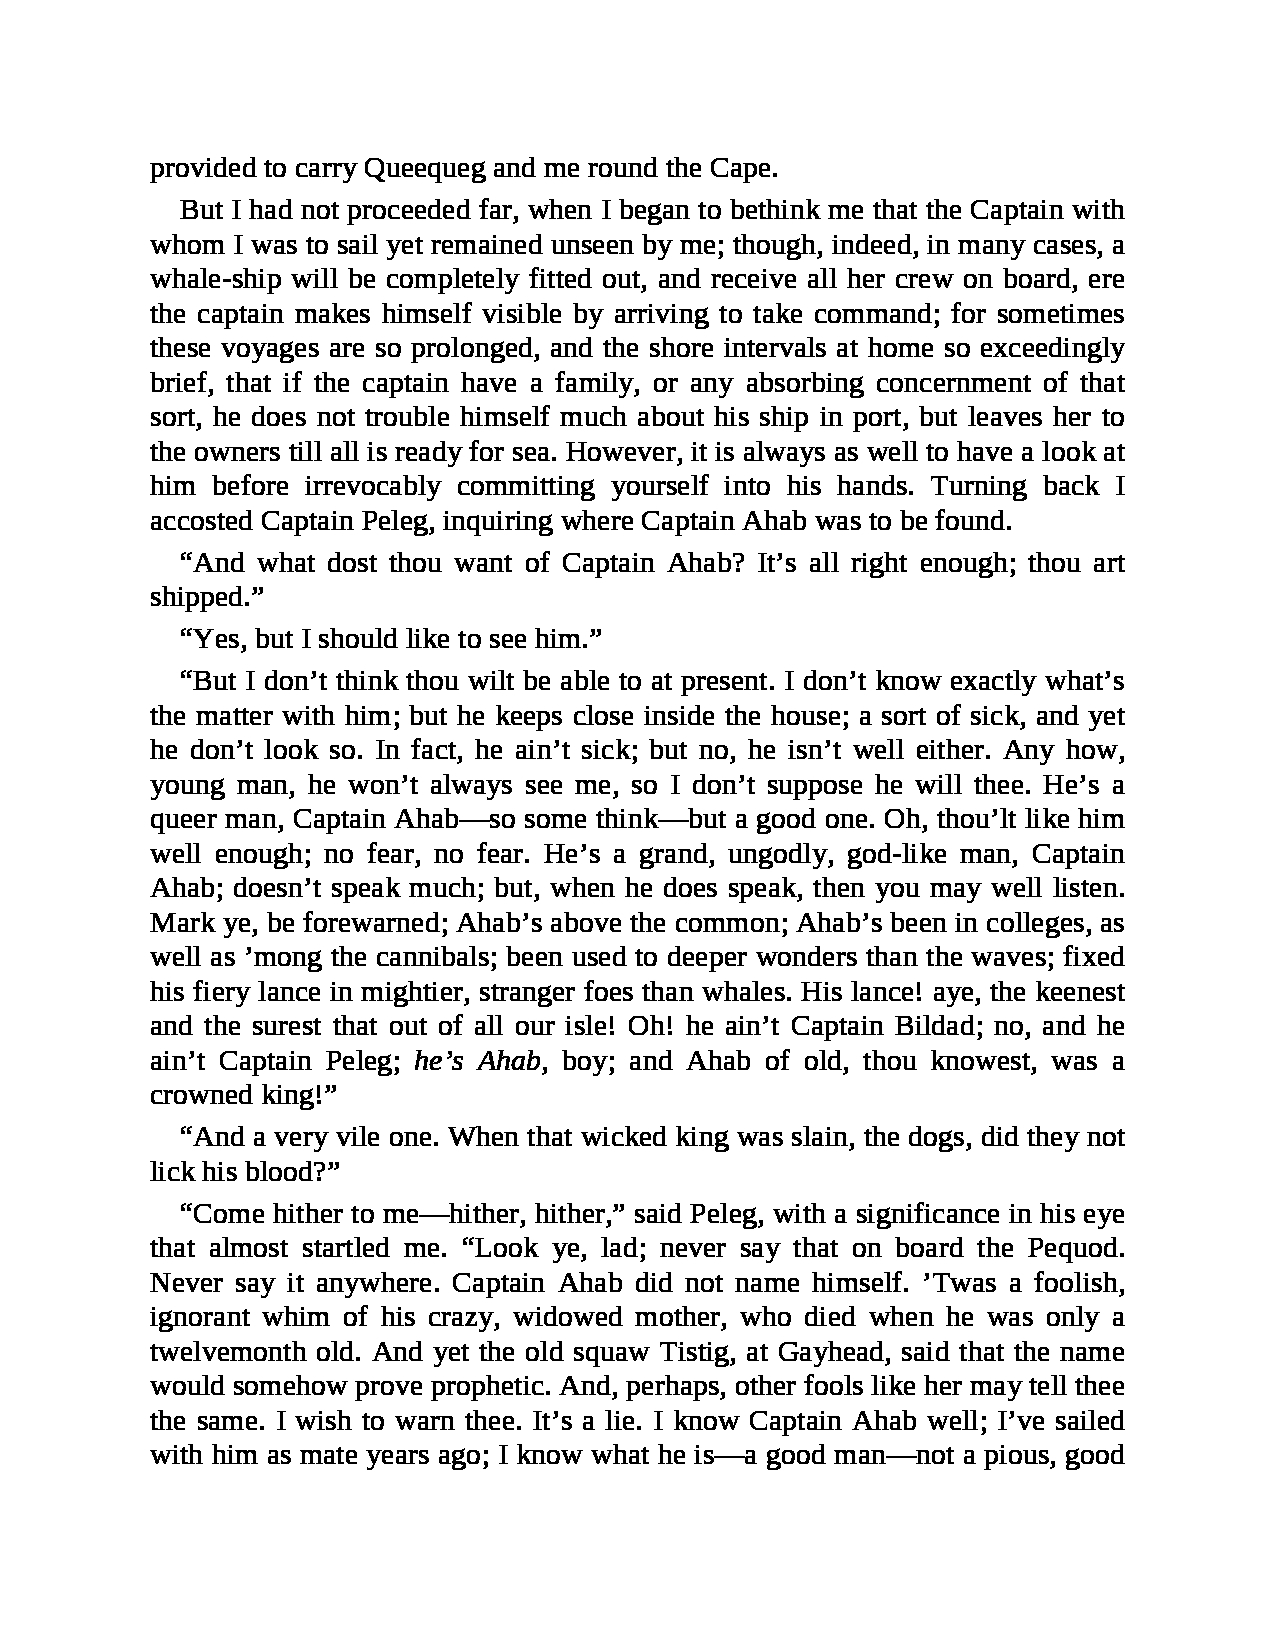 provided to carry Queequeg and me round the Cape.
But I had not proceeded far, when I began to bethink me that the Captain with
whom I was to sail yet remained unseen by me; though, indeed, in many cases, a
whale-ship will be completely fitted out, and receive all her crew on board, ere
the captain makes himself visible by arriving to take command; for sometimes
these voyages are so prolonged, and the shore intervals at home so exceedingly
brief, that if the captain have a family, or any absorbing concernment of that
sort, he does not trouble himself much about his ship in port, but leaves her to
the owners till all is ready for sea. However, it is always as well to have a look at
him before irrevocably committing yourself into his hands. Turning back I
accosted Captain Peleg, inquiring where Captain Ahab was to be found.
“And what dost thou want of Captain Ahab? It’s all right enough; thou art
shipped.”
“Yes, but I should like to see him.”
“But I don’t think thou wilt be able to at present. I don’t know exactly what’s
the matter with him; but he keeps close inside the house; a sort of sick, and yet
he don’t look so. In fact, he ain’t sick; but no, he isn’t well either. Any how,
young man, he won’t always see me, so I don’t suppose he will thee. He’s a
queer man, Captain Ahab—so some think—but a good one. Oh, thou’lt like him
well enough; no fear, no fear. He’s a grand, ungodly, god-like man, Captain
Ahab; doesn’t speak much; but, when he does speak, then you may well listen.
Mark ye, be forewarned; Ahab’s above the common; Ahab’s been in colleges, as
well as ’mong the cannibals; been used to deeper wonders than the waves; fixed
his fiery lance in mightier, stranger foes than whales. His lance! aye, the keenest
and the surest that out of all our isle! Oh! he ain’t Captain Bildad; no, and he
ain’t Captain Peleg; he’s Ahab, boy; and Ahab of old, thou knowest, was a
crowned king!”
“And a very vile one. When that wicked king was slain, the dogs, did they not
lick his blood?”
“Come hither to me—hither, hither,” said Peleg, with a significance in his eye
that almost startled me. “Look ye, lad; never say that on board the Pequod.
Never say it anywhere. Captain Ahab did not name himself. ’Twas a foolish,
ignorant whim of his crazy, widowed mother, who died when he was only a
twelvemonth old. And yet the old squaw Tistig, at Gayhead, said that the name
would somehow prove prophetic. And, perhaps, other fools like her may tell thee
the same. I wish to warn thee. It’s a lie. I know Captain Ahab well; I’ve sailed
with him as mate years ago; I know what he is—a good man—not a pious, good